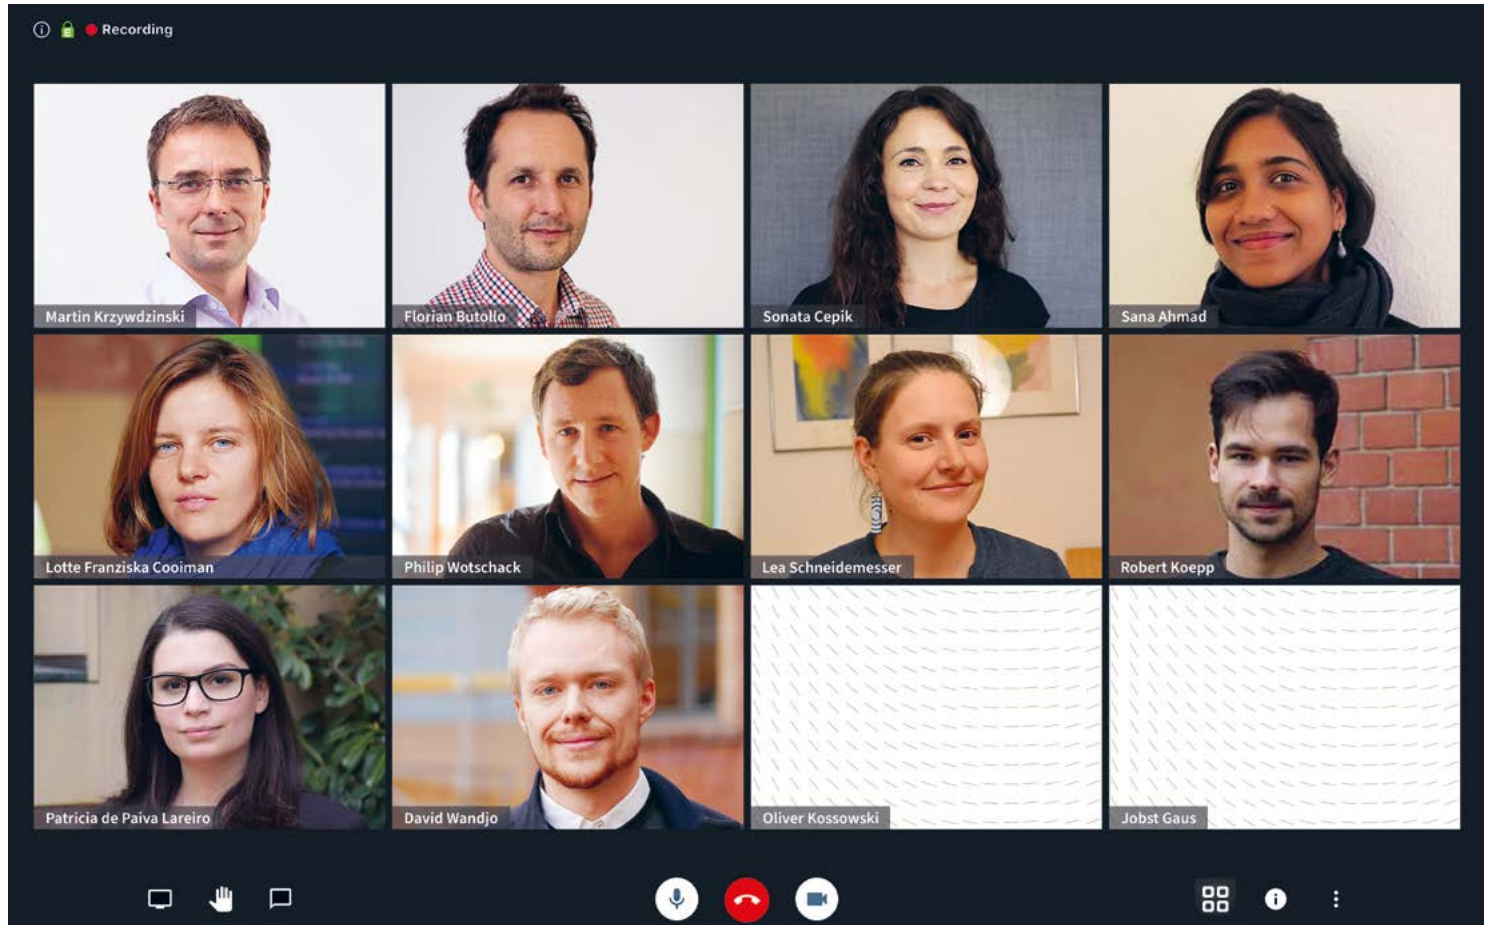 Recording
Martin Krzywdzinski
Florian Butollo
Sonata Cepik
Sana Ahmad
Lotte Franziska Cooiman
Philip Wotschack
Lea Schneidemesser
Robert Koepp
Patricia de Paiva Lareiro
David Wandjo
Oliver Kossowski
Jobst Gaus